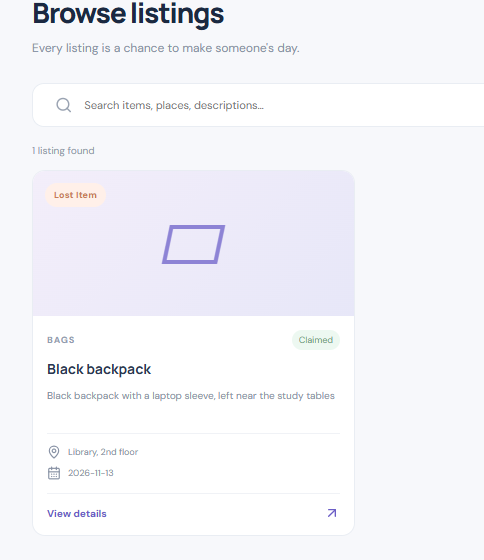 Browse listings
Every listing is a chance to make someone's day.
Search items, places, descriptions...
1 listing found
Lost Item
BAGS
Claimed
Black backpack
Black backpack with a laptop sleeve, left near the study tables
Library, 2nd floor
2026-11-13
View details